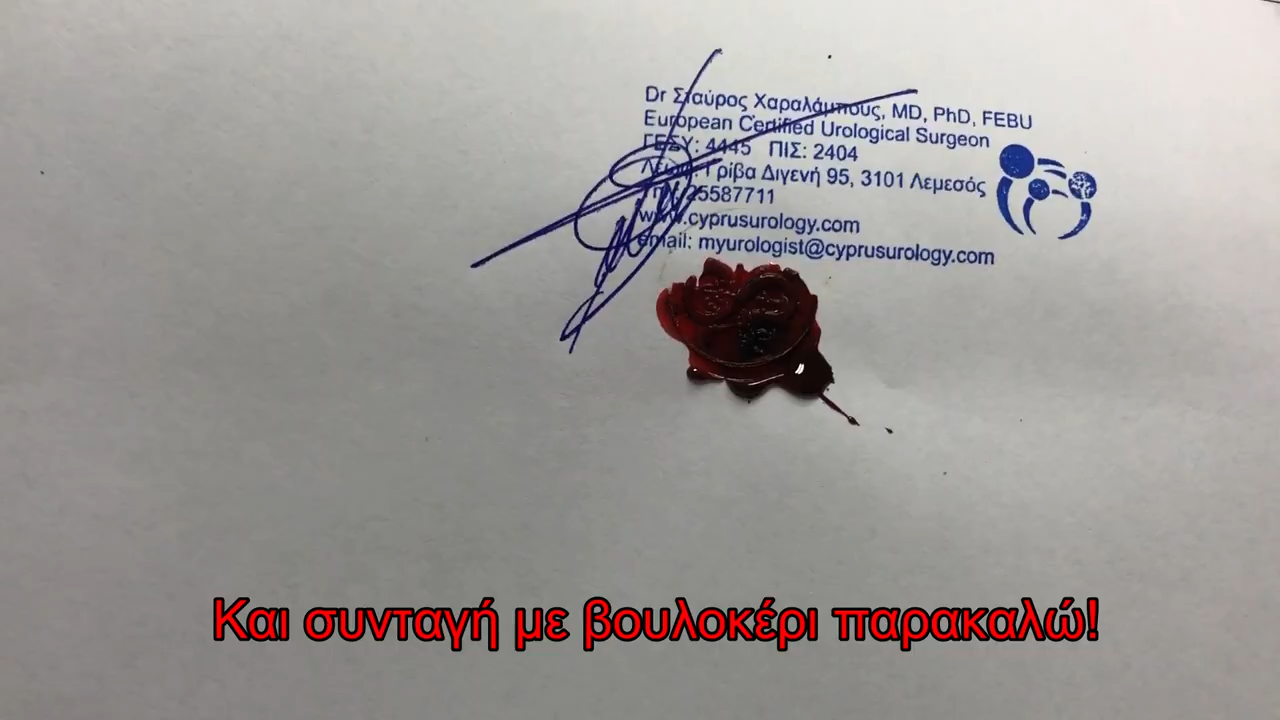 Dr Σταύρος Χαραλάμπους, MD, PhD, FEBU
European Certified Urological Surgeon
ΓΕΣΥ: 4445 ΠΙΣ: 2404
Λεωφ. Γρίβα Διγενή 95, 3101 Λεμεσός
25587711
www.cyprusurology.com
email: myurologist@cyprusurology.com
Και συνταγή με βουλοκέρι παρακαλώ!